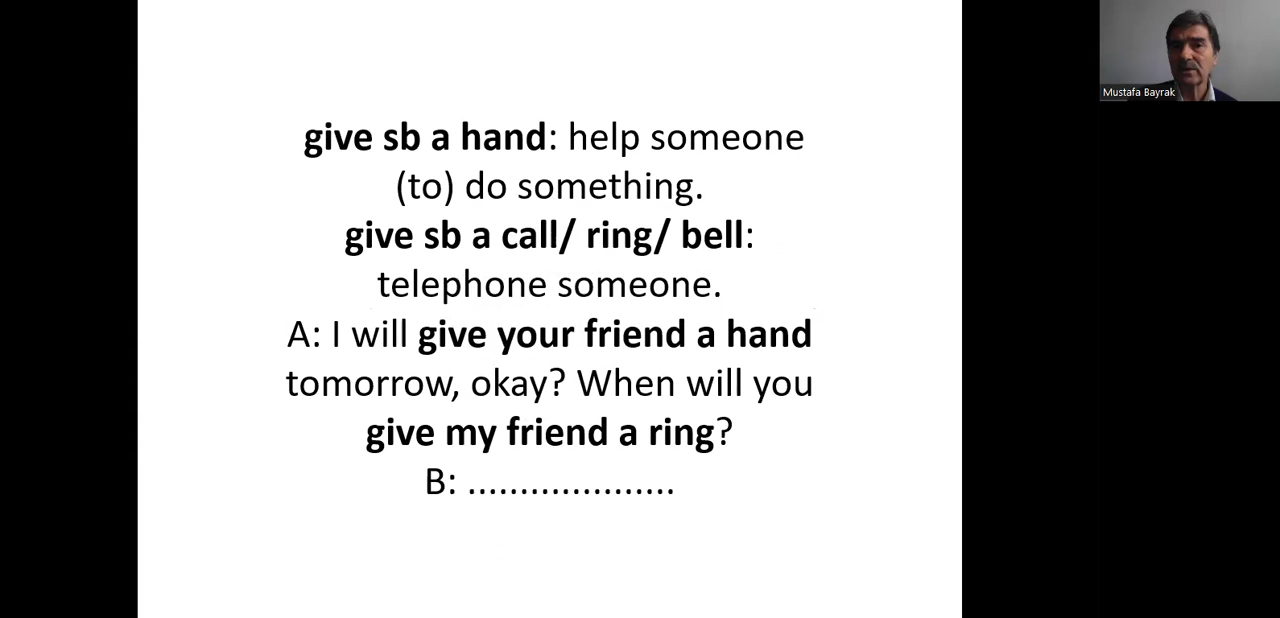 give sb a hand: help someone
(to) do something.
give sb a call/ ring/ bell:
telephone someone.
A: I will give your friend a hand
tomorrow, okay? When will you
give my friend a ring?
B: ....................
Mustafa Bayrak